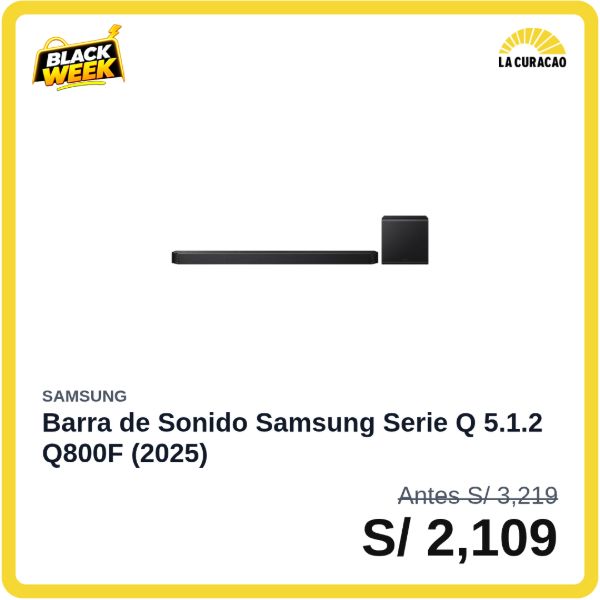 BLACK
WEEK
LA CURACAO
SAMSUNG
Barra de Sonido Samsung Serie Q 5.1.2
Q800F (2025)
Antes S/ 3,219
S/ 2,109